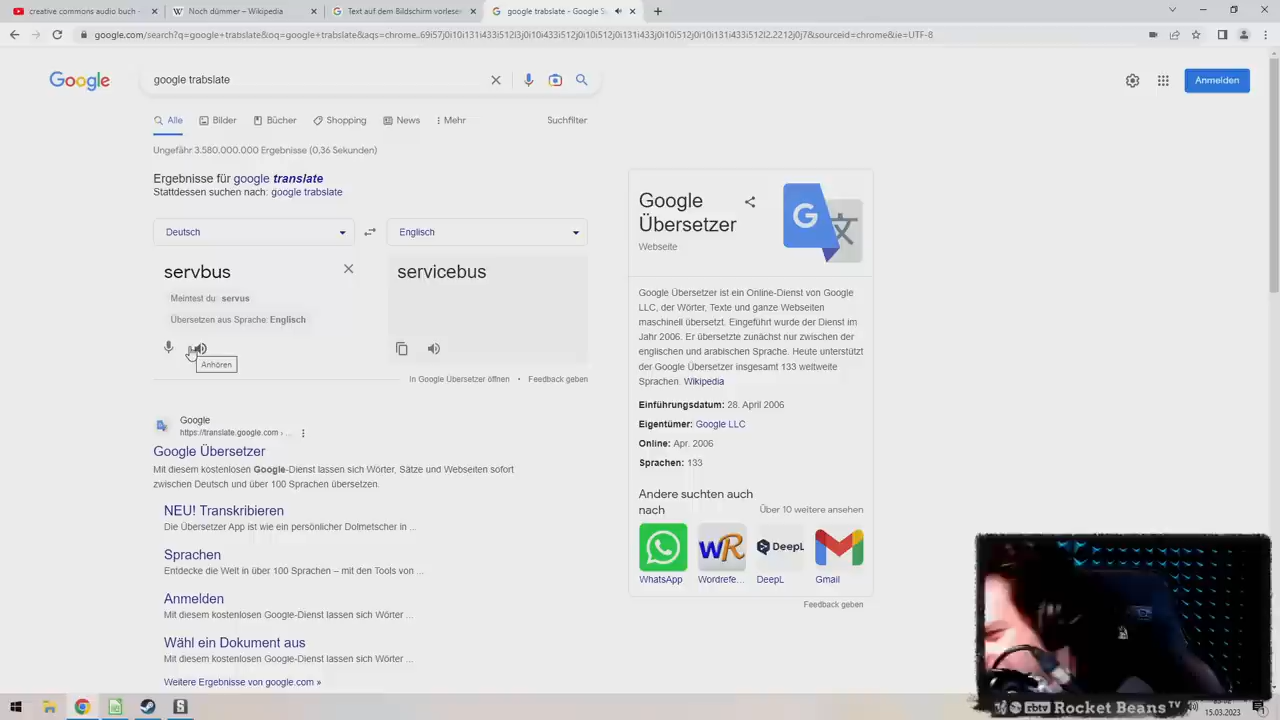 creative commons audio buch -
Noch dümmer – Wikipedia
Text auf dem Bildschirm vorlese
google trabslate - Google Su
google.com/search?q=google+trabslate&oq=google+trabslate&aqs=chrome..69i57j0i10i131i433i512l3j0i10i512j0i10i131i433j0i10i512j0i10i131i433i512l2.2212j0j7&sourceid=chrome&ie=UTF-8
Google
google trabslate
Anmelden
Alle
Bilder
Bücher
Shopping
News
Mehr
Suchfilter
Ungefähr 3.580.000.000 Ergebnisse (0,36 Sekunden)
Ergebnisse für google translate
Stattdessen suchen nach: google trabslate
Deutsch
Englisch
servbus
servicebus
Meintest du: servus
Übersetzen aus Sprache: Englisch
Anhören
In Google Übersetzer öffnen • Feedback geben
Google
https://translate.google.com › ...
Google Übersetzer
Mit diesem kostenlosen Google-Dienst lassen sich Wörter, Sätze und Webseiten sofort
zwischen Deutsch und über 100 Sprachen übersetzen.
NEU! Transkribieren
Die Übersetzer App ist wie ein persönlicher Dolmetscher in ...
Sprachen
Entdecke die Welt in über 100 Sprachen – mit den Tools von ...
Anmelden
Mit diesem kostenlosen Google-Dienst lassen sich Wörter ...
Wähl ein Dokument aus
Mit diesem kostenlosen Google-Dienst lassen sich Wörter ...
Weitere Ergebnisse von google.com »
Google
Übersetzer
Webseite
Google Übersetzer ist ein Online-Dienst von Google
LLC, der Wörter, Texte und ganze Webseiten
maschinell übersetzt. Eingeführt wurde der Dienst im
Jahr 2006. Er übersetzte zunächst nur zwischen der
englischen und arabischen Sprache. Heute unterstützt
der Google Übersetzer insgesamt 133 weltweite
Sprachen. Wikipedia
Einführungsdatum: 28. April 2006
Eigentümer: Google LLC
Online: Apr. 2006
Sprachen: 133
Andere suchten auch
nach
Über 10 weitere ansehen
DeepL
WhatsApp
Wordrefe...
DeepL
Gmail
Feedback geben
rbtv Rocket Beans TV
15.03.2023